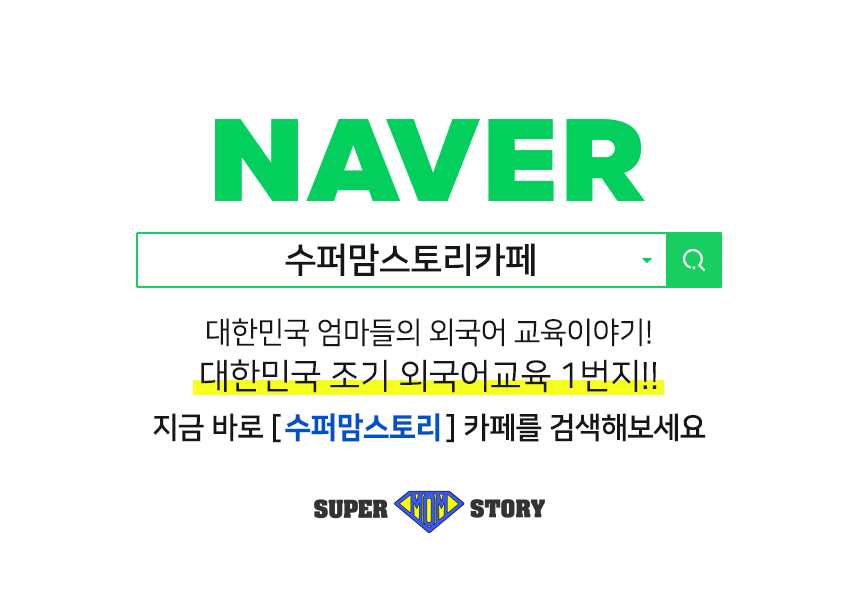 NAVER
수퍼맘스토리카페
대한민국 엄마들의 외국어 교육이야기!
대한민국 조기 외국어교육 1번지!!
지금 바로 [수퍼맘스토리] 카페를 검색해보세요
SUPER MOM STORY